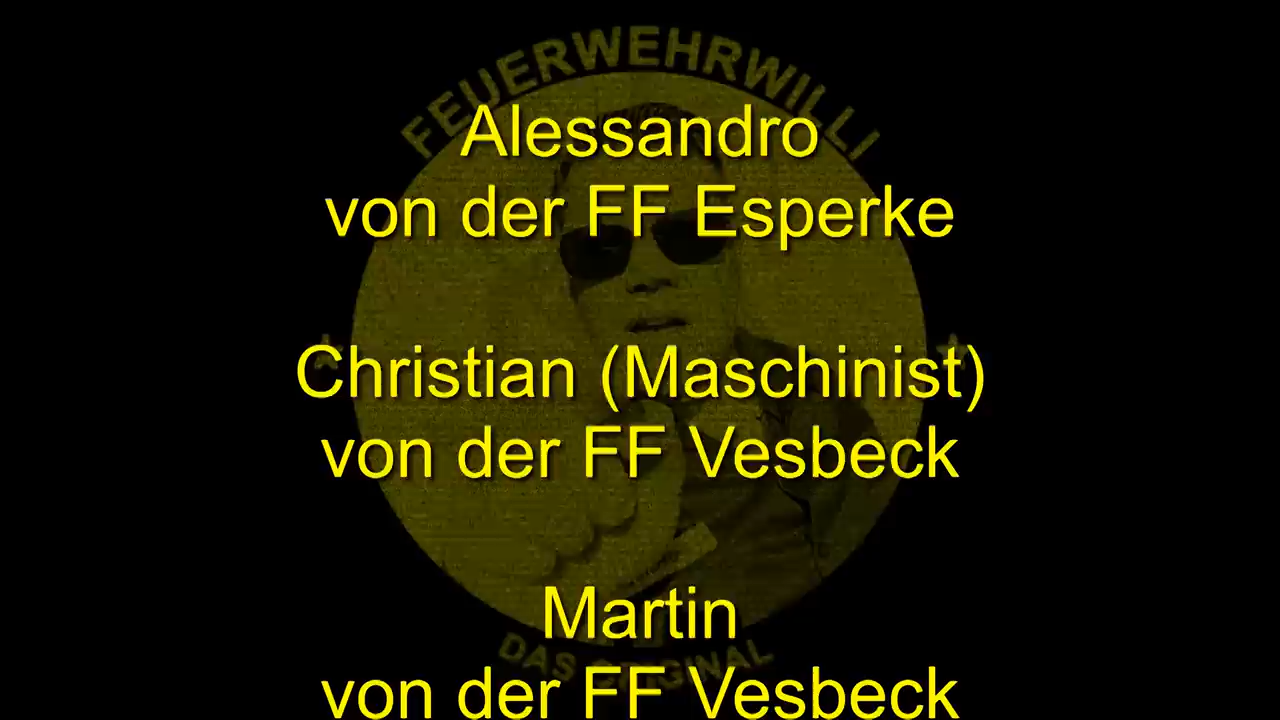 FEUERWEHRWILLI
Alessandro
von der FF Esperke
Christian (Maschinist)
von der FF Vesbeck
Martin
DAS ORIGINAL
von der FF Vesbeck